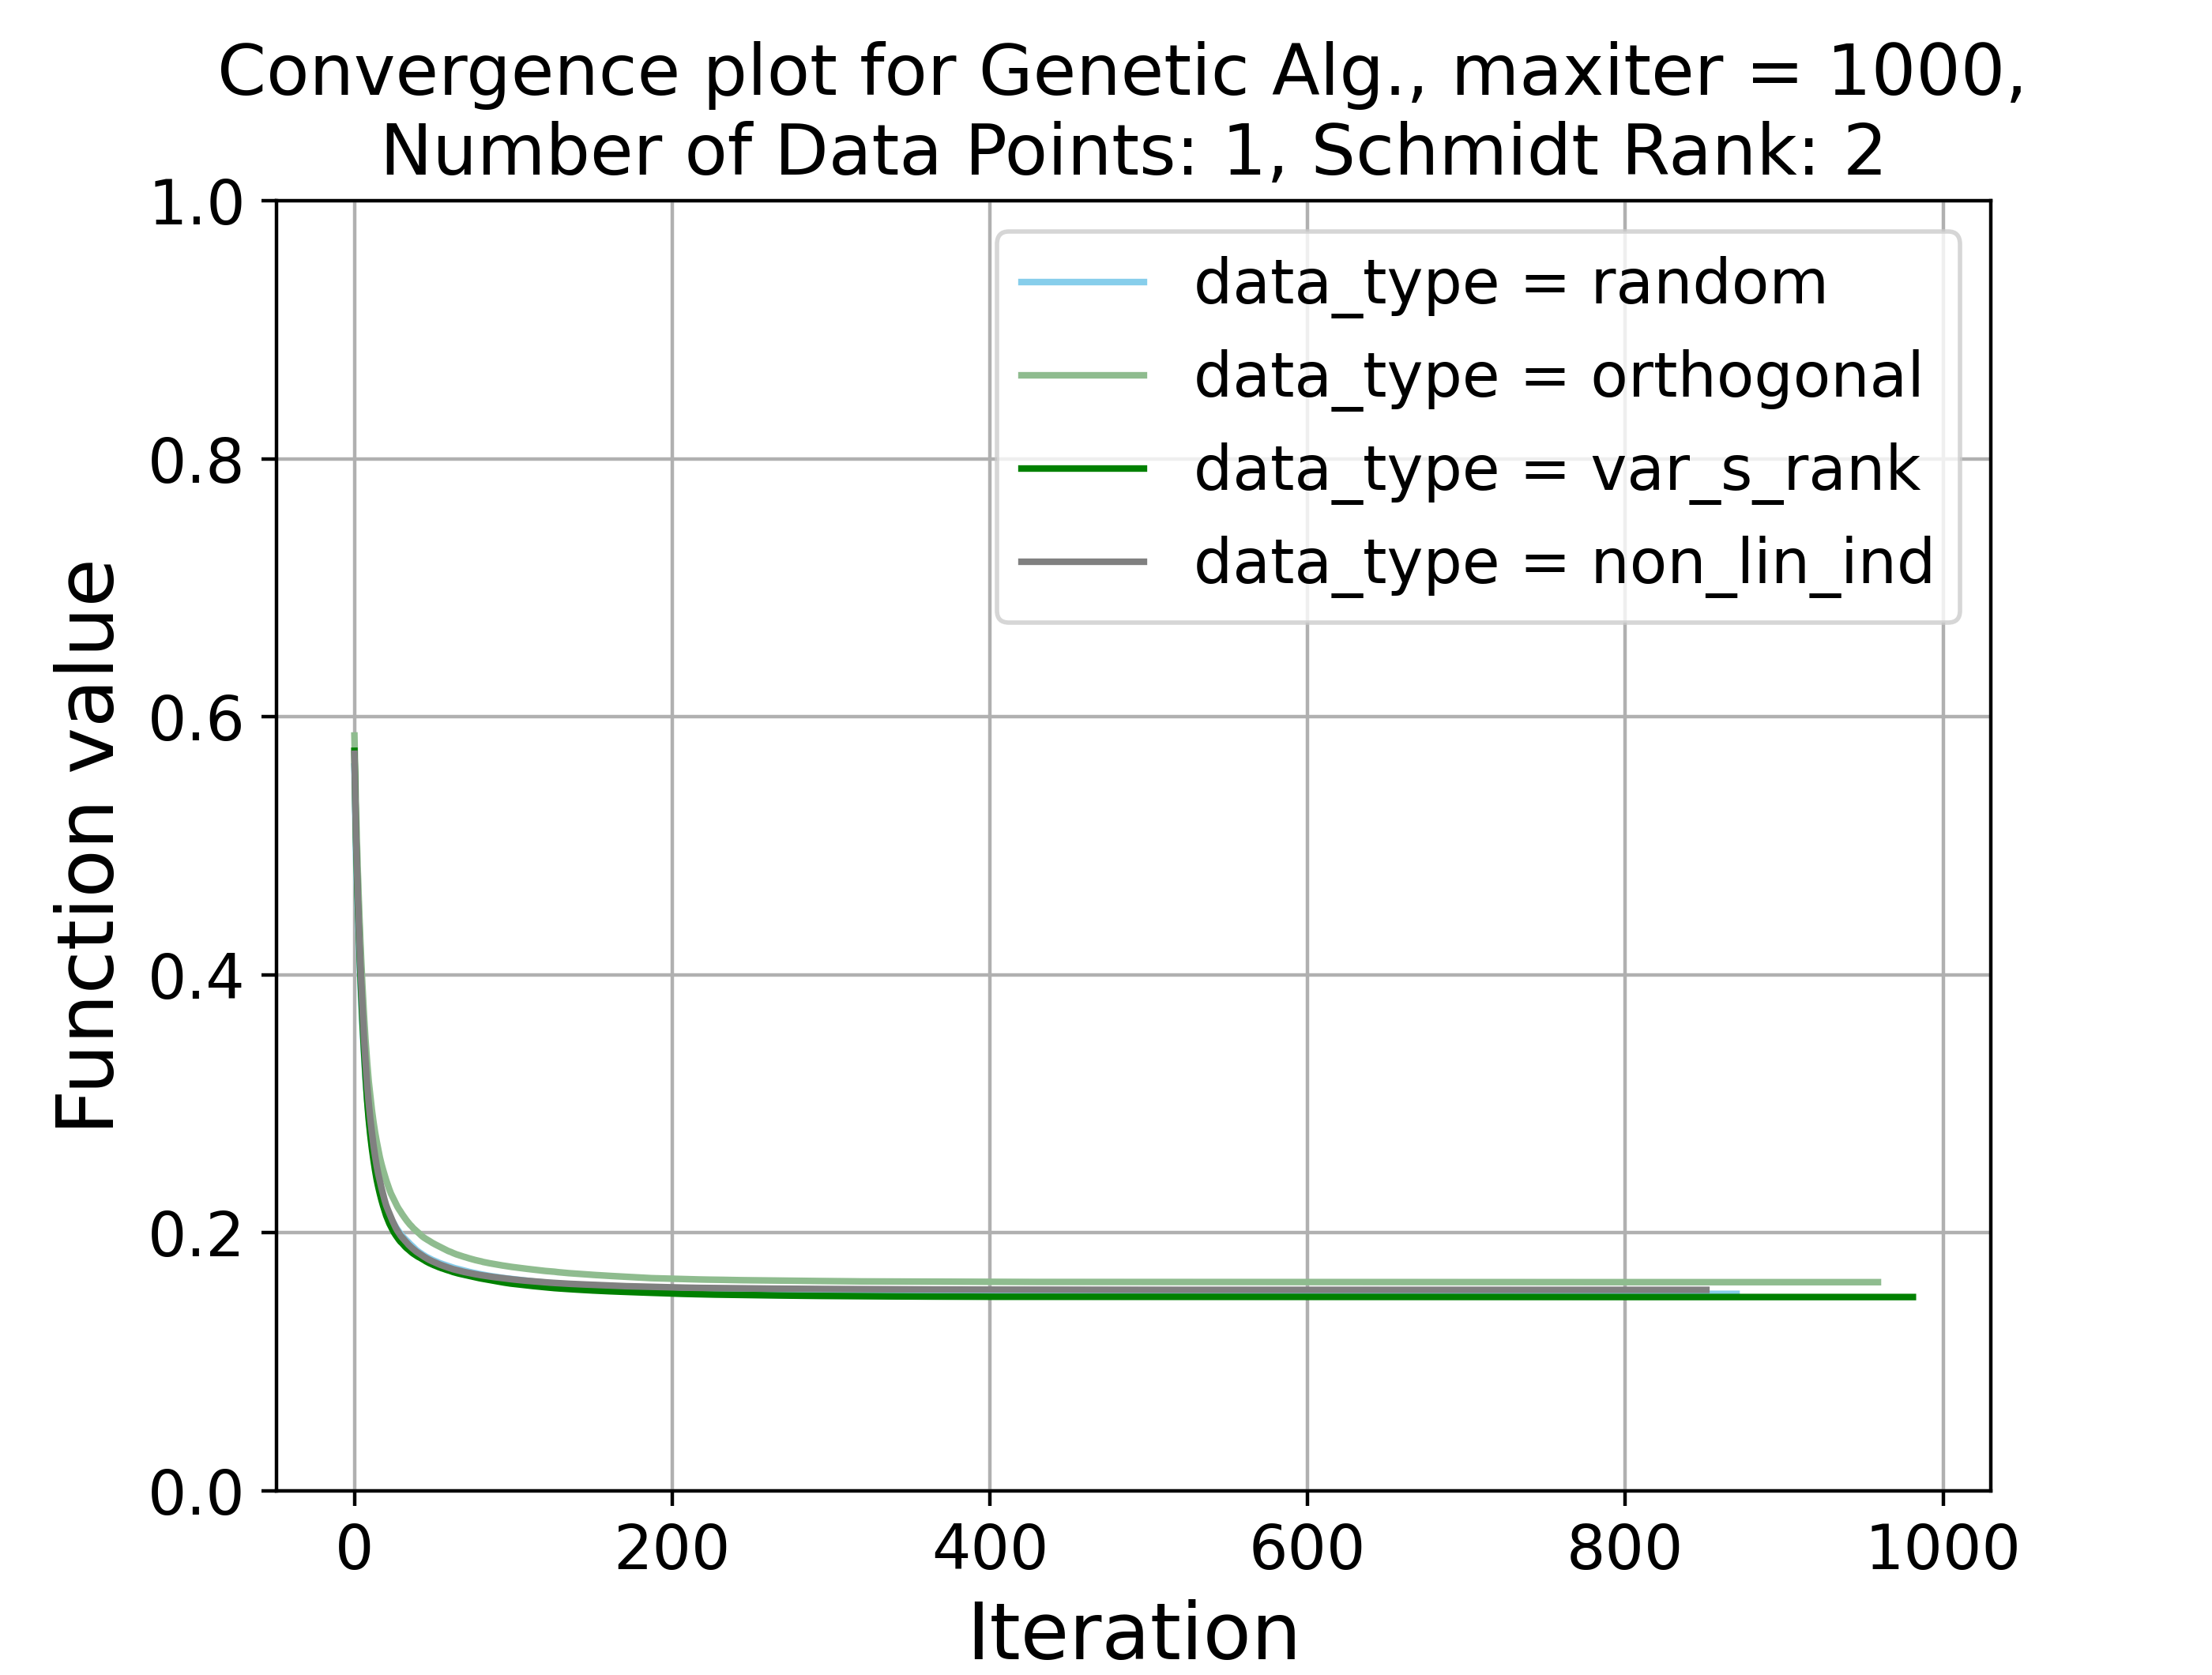 Convergence plot for Genetic Alg., maxiter = 1000,
Number of Data Points: 1, Schmidt Rank: 2
data_type = random
data_type = orthogonal
data_type = var_s_rank
data_type = non_lin_ind
Function value
1.0
0.8
0.6
0.4
0.2
0.0
0 200 400 600 800 1000
Iteration